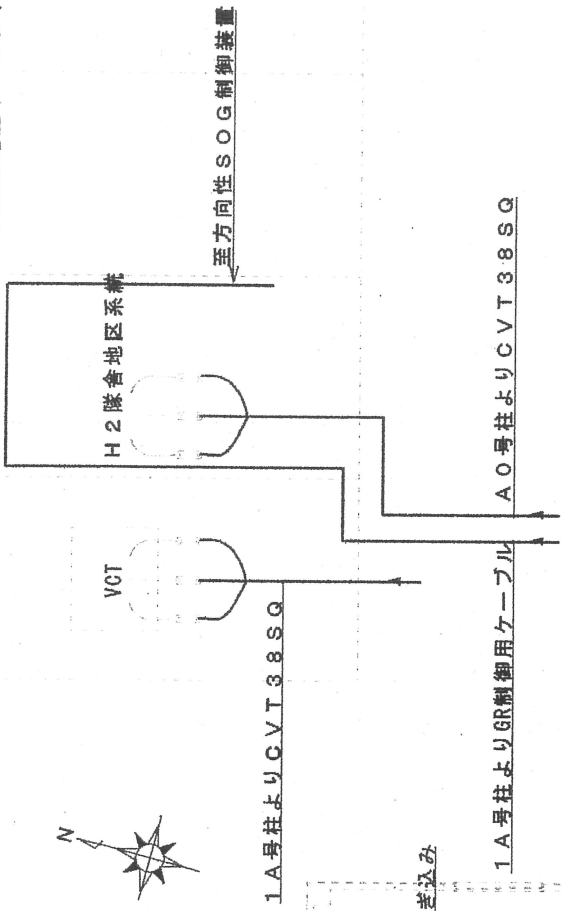 至方向性SOG制御装置
H2隊舎地区系統
VCT
A0号柱よりCVT38SQ
1A号柱よりCVT38SQ
1A号柱よりGR制御用ケーブル
N
き込み